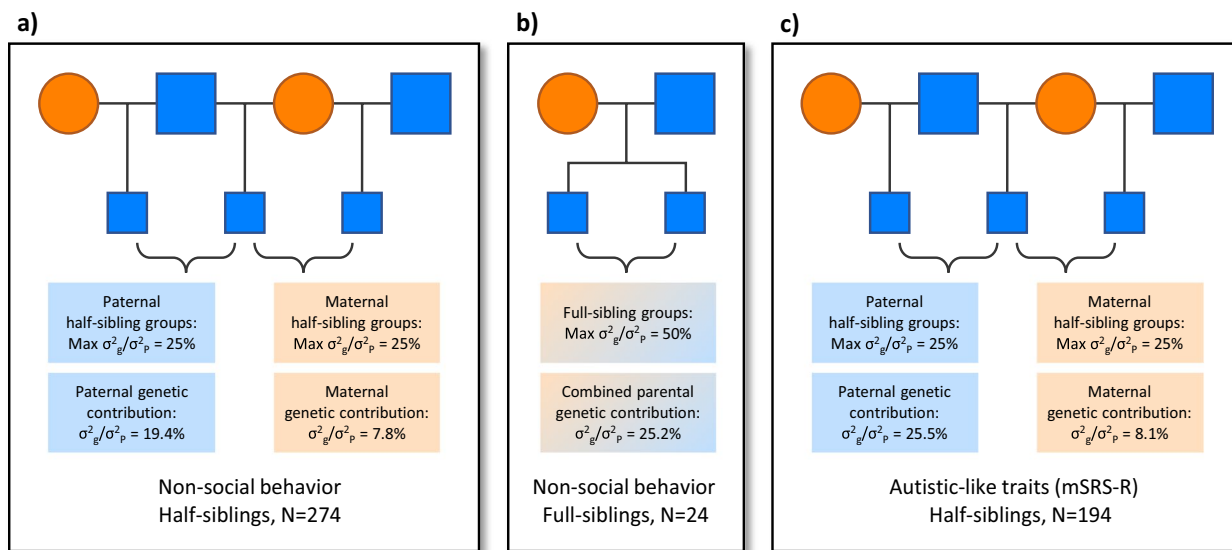 a)
Paternal
half-sibling groups:
Max σ²g/σ²P = 25%
Maternal
half-sibling groups:
Max σ²g/σ²P = 25%
Paternal genetic
contribution:
σ²g/σ²P = 19.4%
Maternal
genetic contribution:
σ²g/σ²P = 7.8%
Non-social behavior
Half-siblings, N=274
b)
Full-sibling groups:
Max σ²g/σ²P = 50%
Combined parental
genetic contribution:
σ²g/σ²P = 25.2%
Non-social behavior
Full-siblings, N=24
c)
Paternal
half-sibling groups:
Max σ²g/σ²P = 25%
Maternal
half-sibling groups:
Max σ²g/σ²P = 25%
Paternal genetic
contribution:
σ²g/σ²P = 25.5%
Maternal
genetic contribution:
σ²g/σ²P = 8.1%
Autistic-like traits (mSRS-R)
Half-siblings, N=194